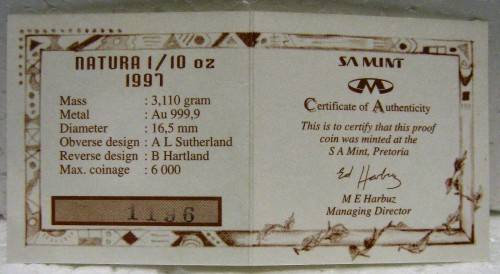 NATURA 1/10 oz
1997
Mass : 3,110 gram
Metal : Au 999,9
Diameter : 16,5 mm
Obverse design : A L Sutherland
Reverse design : B Hartland
Max. coinage : 6 000
1196
SA MINT
Certificate of Authenticity
This is to certify that this proof
coin was minted at the
S A Mint, Pretoria
Ed Harbuz
M E Harbuz
Managing Director